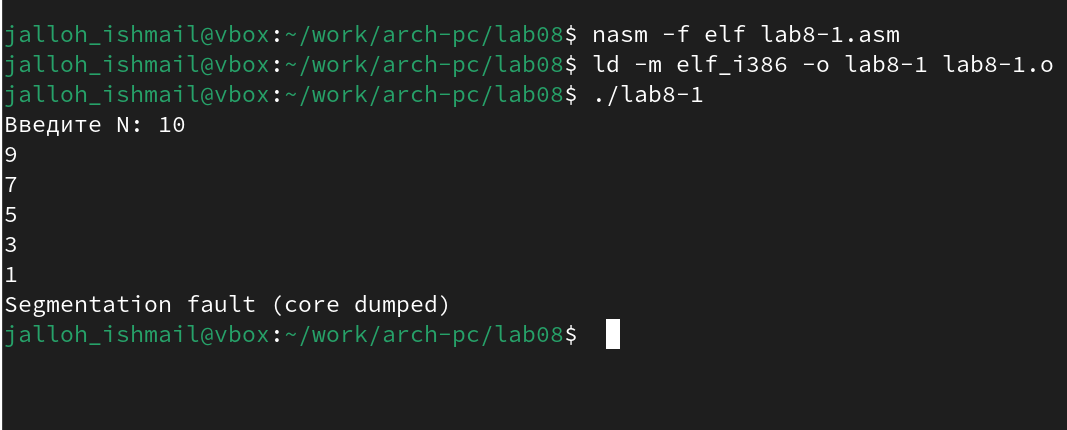 jalloh_ishmail@vbox:~/work/arch-pc/lab08$ nasm -f elf lab8-1.asm
jalloh_ishmail@vbox:~/work/arch-pc/lab08$ ld -m elf_i386 -o lab8-1 lab8-1.o
jalloh_ishmail@vbox:~/work/arch-pc/lab08$ ./lab8-1
Введите N: 10
9
7
5
3
1
Segmentation fault (core dumped)
jalloh_ishmail@vbox:~/work/arch-pc/lab08$